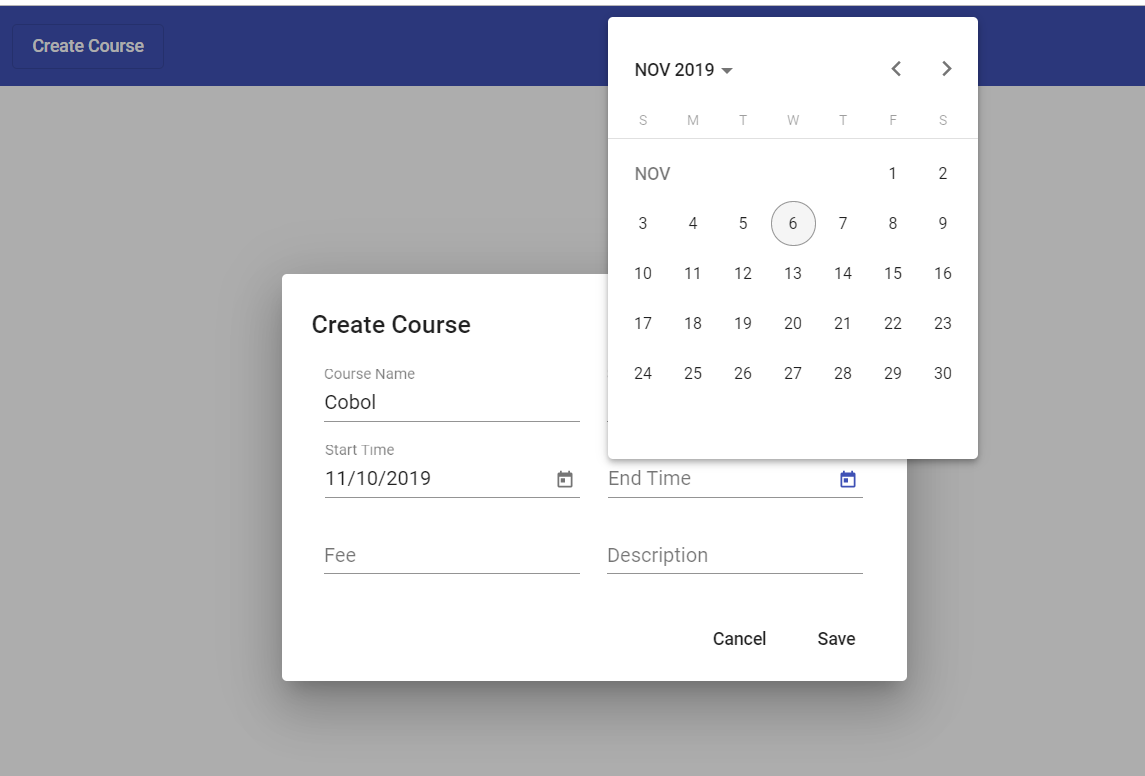 Create Course
NOV 2019
S M T W T F S
NOV 1 2
3 4 5 6 7 8 9
10 11 12 13 14 15 16
17 18 19 20 21 22 23
24 25 26 27 28 29 30
Create Course
Course Name
Cobol
Start Time
11/10/2019
End Time
Fee
Description
Cancel
Save